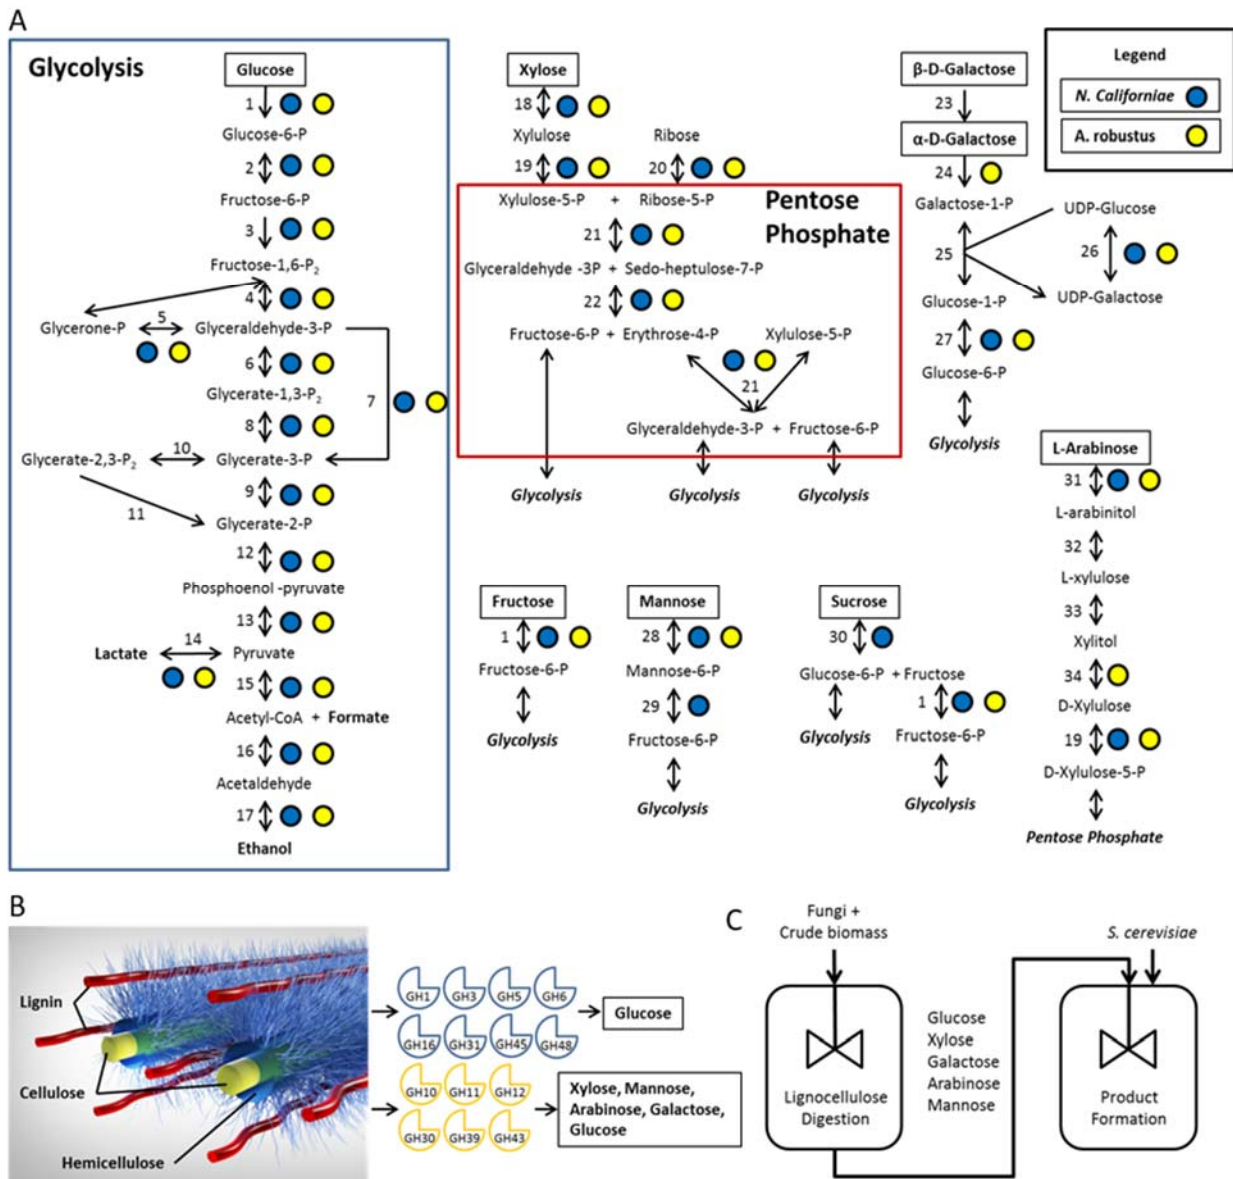 A
Glycolysis
Glucose
1
Glucose-6-P
2
Fructose-6-P
3
Fructose-1,6-P₂
4
Glycerone-P
5
Glyceraldehyde-3-P
6
Glycerate-1,3-P₂
7
8
Glycerate-2,3-P₂
10
Glycerate-3-P
9
11
Glycerate-2-P
12
Phosphoenol -pyruvate
13
Lactate
14
Pyruvate
15
Acetyl-CoA + Formate
16
Acetaldehyde
17
Ethanol
Xylose
18
Xylulose
Ribose
19
20
Xylulose-5-P + Ribose-5-P
Pentose
Phosphate
21
Glyceraldehyde -3P + Sedo-heptulose-7-P
22
Fructose-6-P + Erythrose-4-P
Xylulose-5-P
21
Glyceraldehyde-3-P + Fructose-6-P
Glycolysis
Glycolysis
Glycolysis
β-D-Galactose
23
α-D-Galactose
24
Galactose-1-P
UDP-Glucose
25
26
Glucose-1-P
UDP-Galactose
27
Glucose-6-P
Glycolysis
Legend
N. Californiae
A. robustus
L-Arabinose
31
L-arabinitol
32
L-xylulose
33
Xylitol
34
D-Xylulose
19
D-Xylulose-5-P
Pentose Phosphate
Fructose
1
Fructose-6-P
Glycolysis
Mannose
28
Mannose-6-P
29
Fructose-6-P
Glycolysis
Sucrose
30
Glucose-6-P + Fructose
1
Glycolysis
Fructose-6-P
Glycolysis
B
Lignin
Cellulose
Hemicellulose
GH1 GH3 GH5 GH6
GH16 GH31 GH45 GH48
Glucose
GH10 GH11 GH12
GH30 GH39 GH43
Xylose, Mannose,
Arabinose, Galactose,
Glucose
C
Fungi +
Crude biomass
Lignocellulose
Digestion
Glucose
Xylose
Galactose
Arabinose
Mannose
S. cerevisiae
Product
Formation